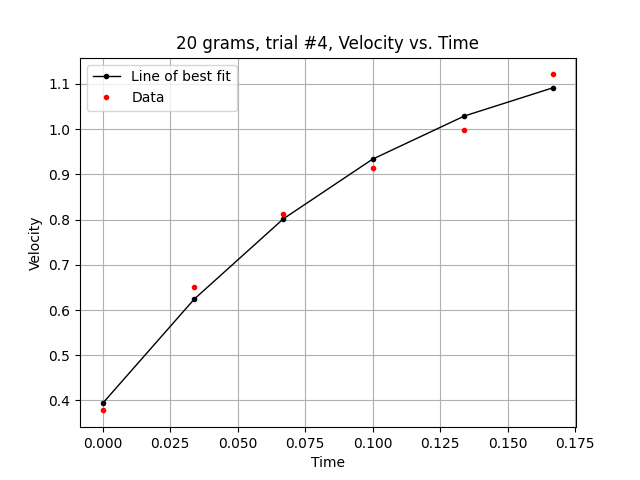 20 grams, trial #4, Velocity vs. Time
Line of best fit
Data
1.1
1.0
0.9
0.8
0.7
0.6
0.5
0.4
Velocity
0.000 0.025 0.050 0.075 0.100 0.125 0.150 0.175
Time